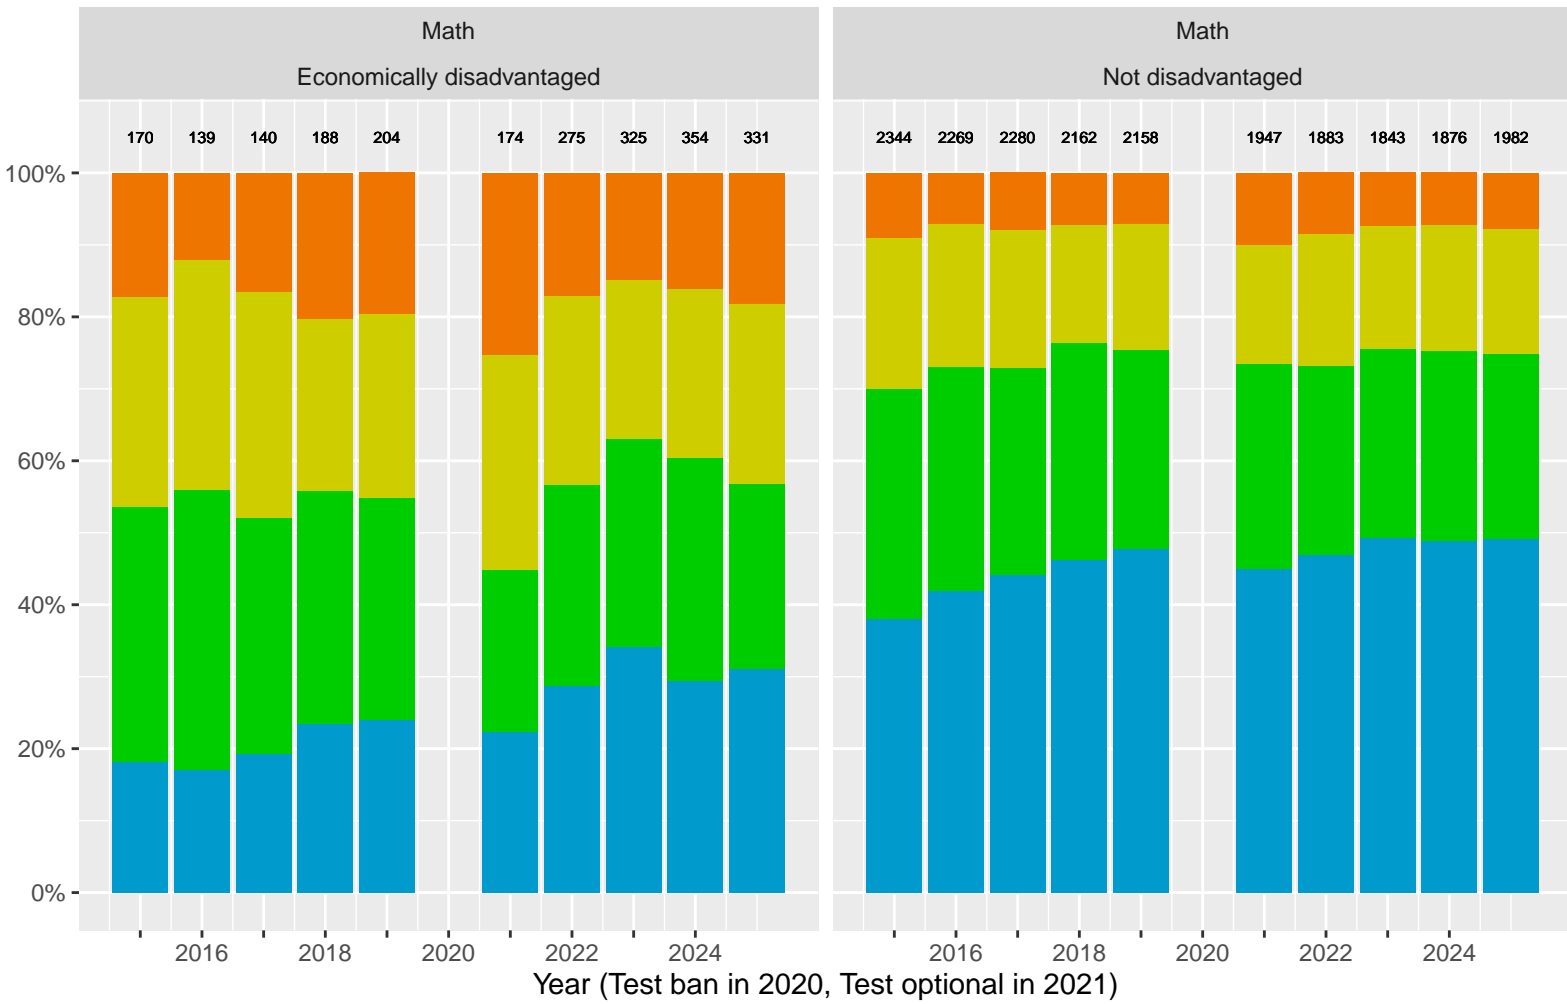 Math
Economically disadvantaged
170 139 140 188 204 174 275 325 354 331
Math
Not disadvantaged
2344 2269 2280 2162 2158 1947 1883 1843 1876 1982
100%
80%
60%
40%
20%
0%
2016 2018 2020 2022 2024
2016 2018 2020 2022 2024
Year (Test ban in 2020, Test optional in 2021)